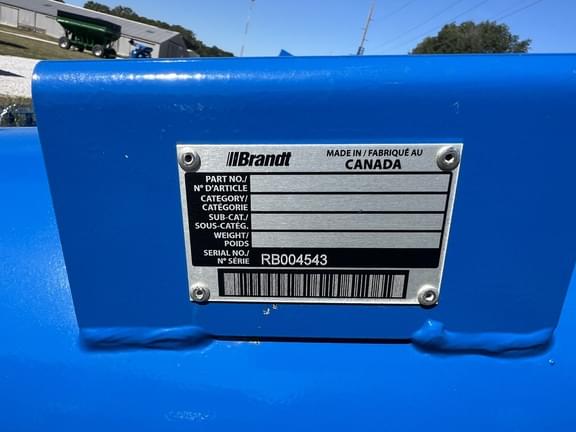 Brandt
MADE IN / FABRIQUÉ AU
CANADA
PART NO./
N° D'ARTICLE
CATEGORY/
CATÉGORIE
SUB-CAT./
SOUS-CATÉG.
WEIGHT/
POIDS
SERIAL NO./
N° SÉRIE
RB004543